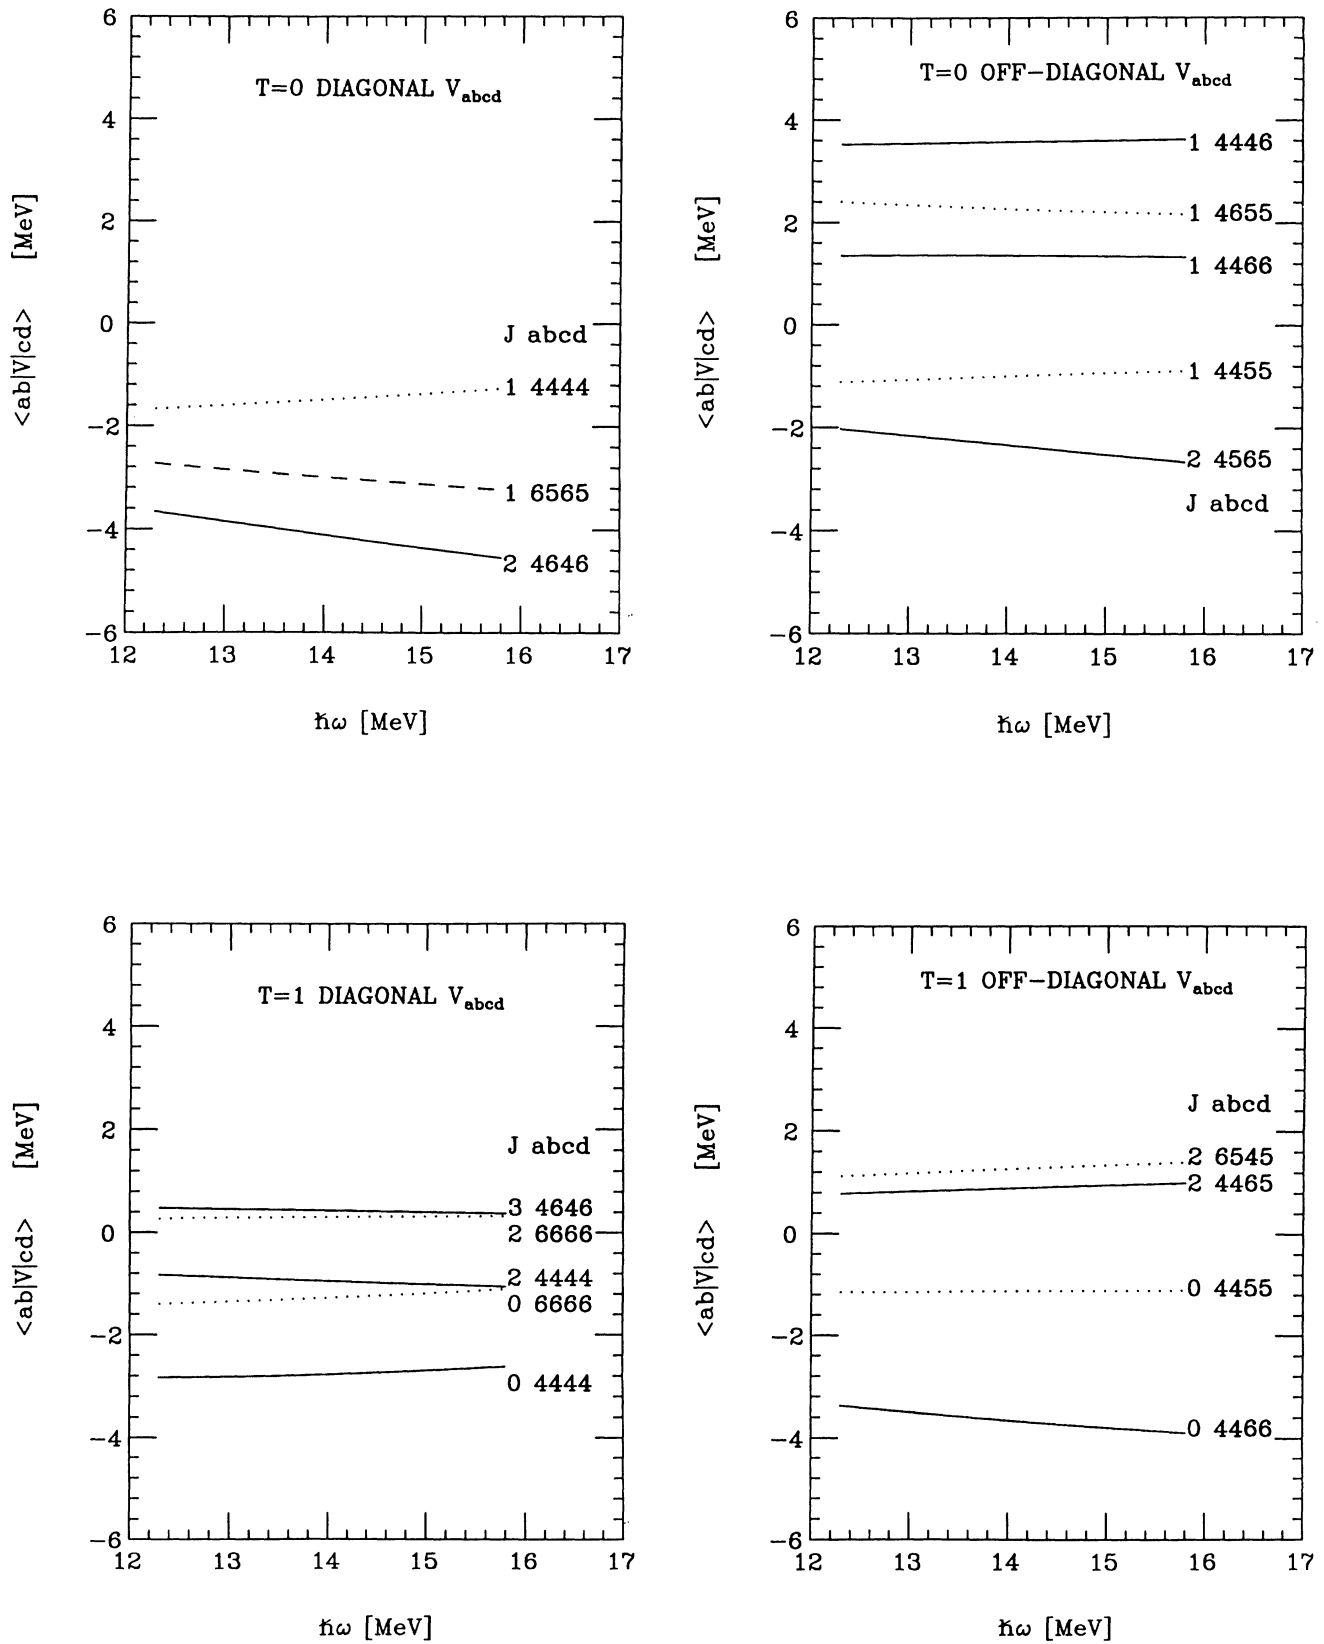 T=0 DIAGONAL Vabcd
<ab|V|cd> [MeV]
6
4
2
0
−2
−4
−6
J abcd
1 4444
1 6565
2 4646
12 13 14 15 16 17
ħω [MeV]
T=0 OFF−DIAGONAL Vabcd
<ab|V|cd> [MeV]
6
4
2
0
−2
−4
−6
1 4446
1 4655
1 4466
1 4455
2 4565
J abcd
12 13 14 15 16 17
ħω [MeV]
T=1 DIAGONAL Vabcd
<ab|V|cd> [MeV]
6
4
2
0
−2
−4
−6
J abcd
3 4646
2 6666
2 4444
0 6666
0 4444
12 13 14 15 16 17
ħω [MeV]
T=1 OFF−DIAGONAL Vabcd
<ab|V|cd> [MeV]
6
4
2
0
−2
−4
−6
J abcd
2 6545
2 4465
0 4455
0 4466
12 13 14 15 16 17
ħω [MeV]